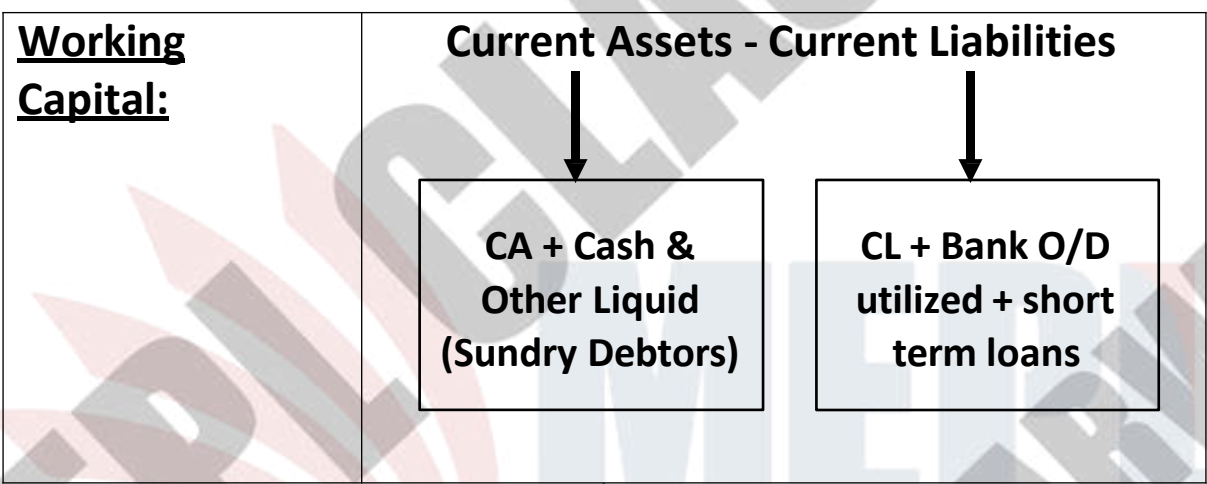 Working
Capital:
Current Assets - Current Liabilities
CA + Cash &
Other Liquid
(Sundry Debtors)
CL + Bank O/D
utilized + short
term loans